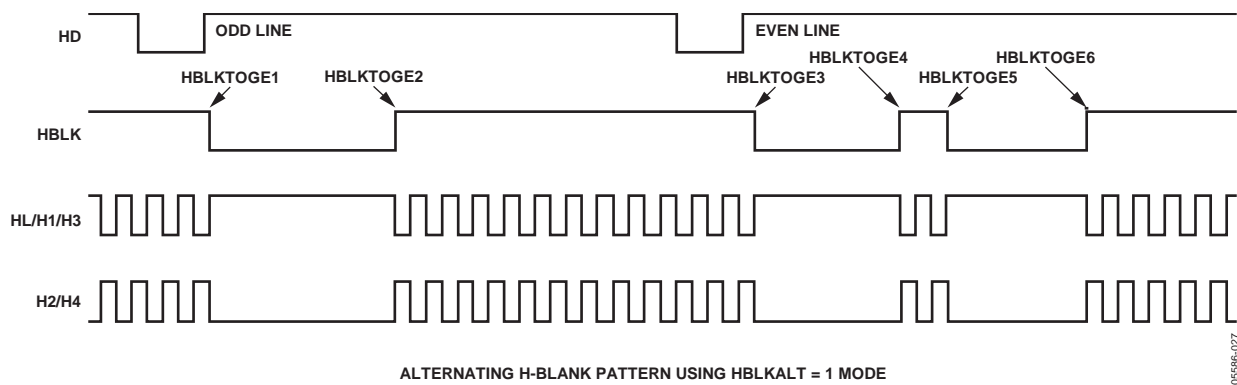 HD
ODD LINE
EVEN LINE
HBLKTOGE1
HBLKTOGE2
HBLKTOGE3
HBLKTOGE4
HBLKTOGE5
HBLKTOGE6
HBLK
HL/H1/H3
H2/H4
ALTERNATING H-BLANK PATTERN USING HBLKALT = 1 MODE
05586-027